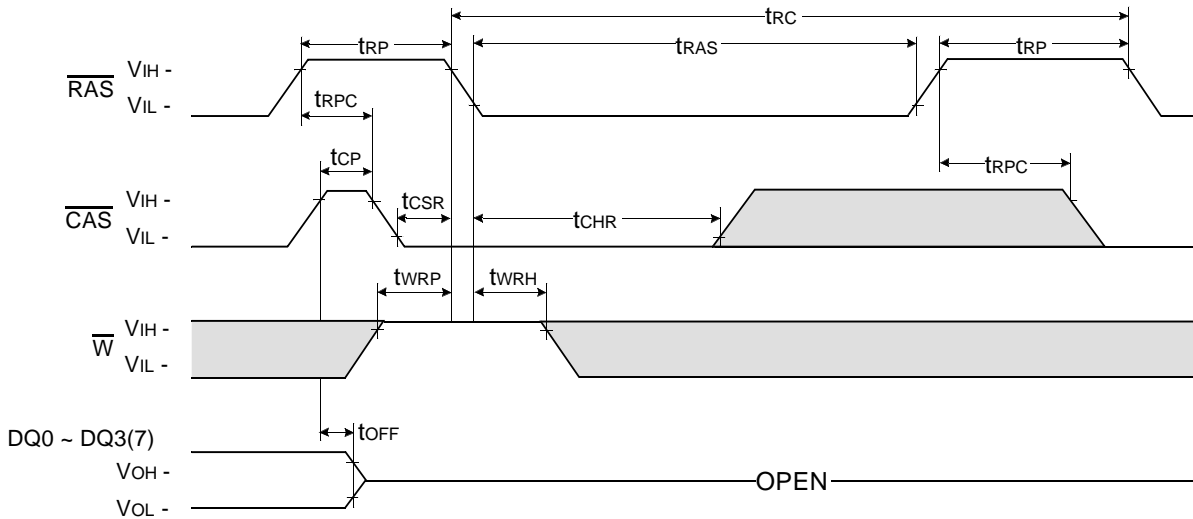 tRC
tRP
tRAS
tRP
RAS
VIH -
VIL -
tRPC
tRPC
tCP
CAS
VIH -
VIL -
tCSR
tCHR
tWRP
tWRH
W
VIH -
VIL -
tOFF
DQ0 ~ DQ3(7)
VOH -
VOL -
OPEN